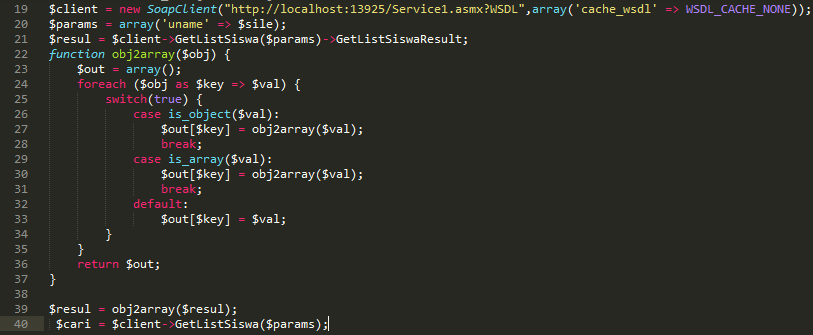 19 $client = new SoapClient("http://localhost:13925/Service1.asmx?WSDL",array('cache_wsdl' => WSDL_CACHE_NONE));
20 $params = array('uname' => $sile);
21 $resul = $client->GetListSiswa($params)->GetListSiswaResult;
22 function obj2array($obj) {
23     $out = array();
24     foreach ($obj as $key => $val) {
25         switch(true) {
26             case is_object($val):
27                 $out[$key] = obj2array($val);
28                 break;
29             case is_array($val):
30                 $out[$key] = obj2array($val);
31                 break;
32             default:
33                 $out[$key] = $val;
34         }
35     }
36     return $out;
37 }
38
39 $resul = obj2array($resul);
40  $cari = $client->GetListSiswa($params);